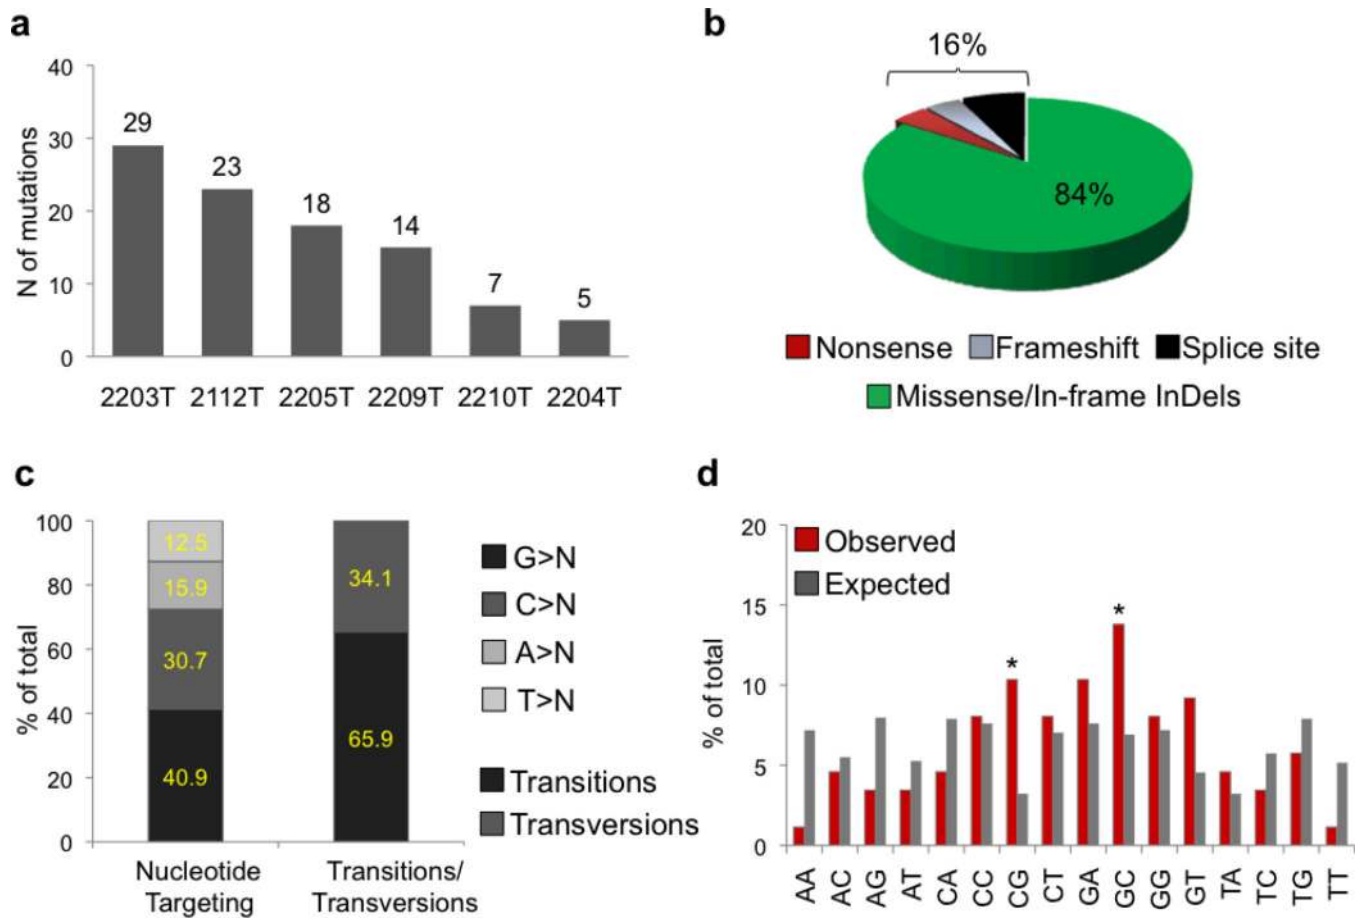 a
40
30
20
10
0
N of mutations
29
23
18
14
7
5
2203T 2112T 2205T 2209T 2210T 2204T
b
16%
84%
Nonsense Frameshift Splice site
Missense/In-frame InDels
c
100
80
60
40
20
0
% of total
12.5
15.9
30.7
40.9
34.1
65.9
Nucleotide
Targeting
Transitions/
Transversions
G>N
C>N
A>N
T>N
Transitions
Transversions
d
20
15
10
5
0
% of total
Observed
Expected
*
*
AA AC AG AT CA CC CG CT GA GC GG GT TA TC TG TT